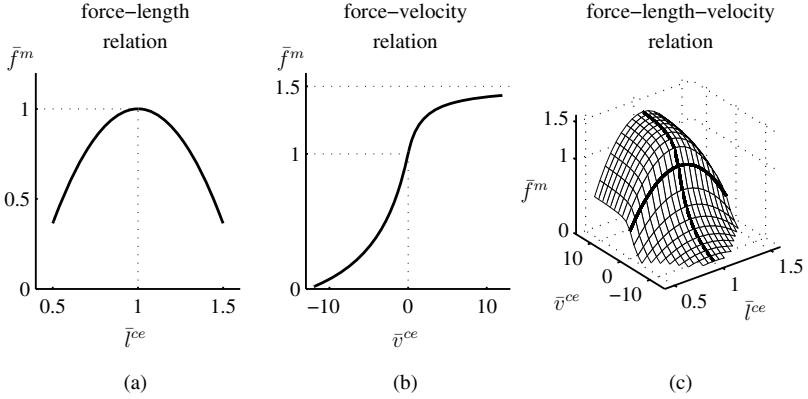 force−length
relation
f̄ᵐ
1
0.5
0
0.5 1 1.5
l̄ᶜᵉ
(a)
force−velocity
relation
f̄ᵐ
1.5
1
0
−10 0 10
v̄ᶜᵉ
(b)
force−length−velocity
relation
f̄ᵐ
1.5
1
0
10 0 −10
v̄ᶜᵉ
0.5 1 1.5
l̄ᶜᵉ
(c)